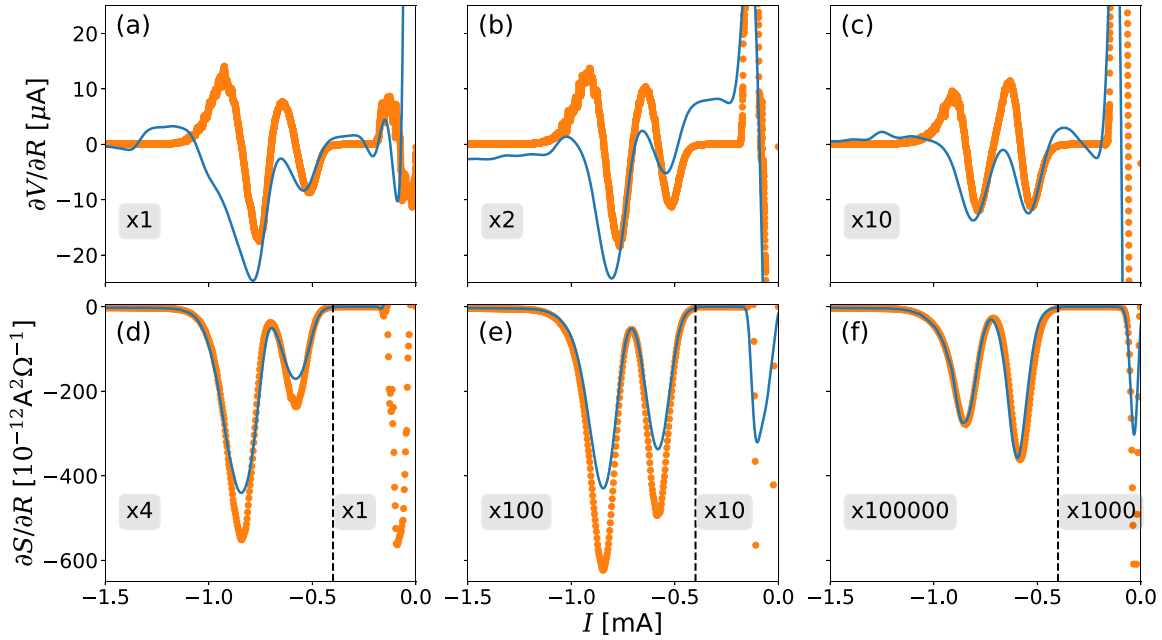 (a) (b) (c)
∂V/∂R [μA]
20
10
0
−10
−20
x1 x2 x10
(d) (e) (f)
∂S/∂R [10⁻¹²A²Ω⁻¹]
0
−200
−400
−600
x4 x1 x100 x10 x100000 x1000
−1.5 −1.0 −0.5 0.0 −1.5 −1.0 −0.5 0.0 −1.5 −1.0 −0.5 0.0
I [mA]